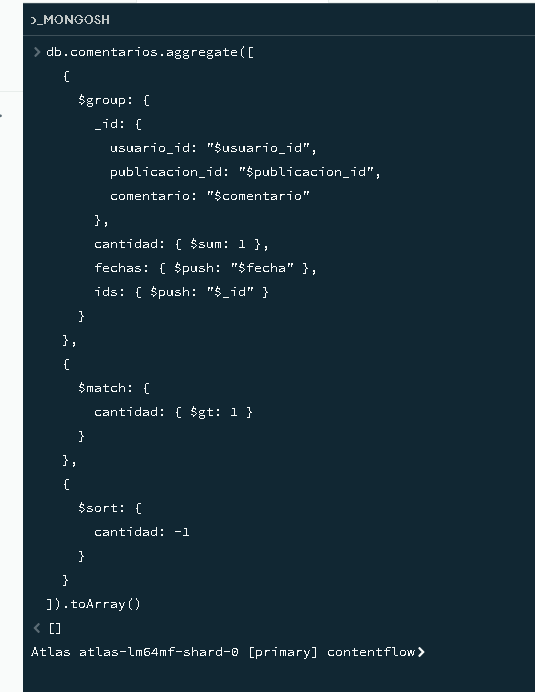 >_MONGOSH
> db.comentarios.aggregate([
{
$group: {
_id: {
usuario_id: "$usuario_id",
publicacion_id: "$publicacion_id",
comentario: "$comentario"
},
cantidad: { $sum: 1 },
fechas: { $push: "$fecha" },
ids: { $push: "$_id" }
}
},
{
$match: {
cantidad: { $gt: 1 }
}
},
{
$sort: {
cantidad: -1
}
}
]).toArray()
< []
Atlas atlas-lm64mf-shard-0 [primary] contentflow>